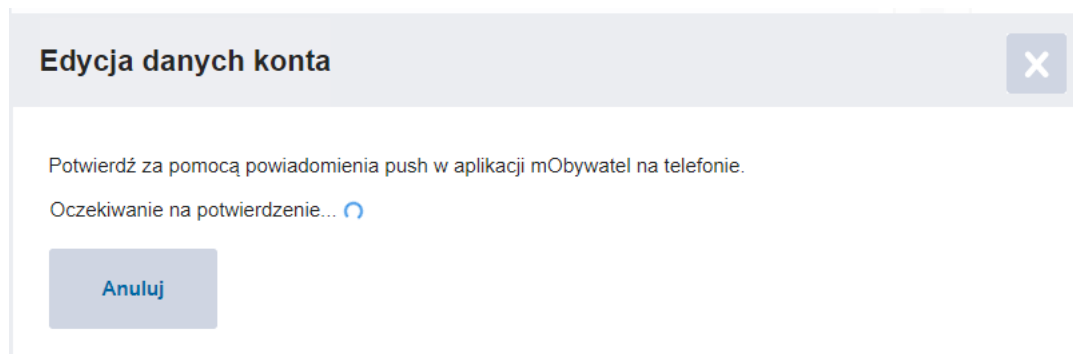 Edycja danych konta
Potwierdź za pomocą powiadomienia push w aplikacji mObywatel na telefonie.
Oczekiwanie na potwierdzenie...
Anuluj